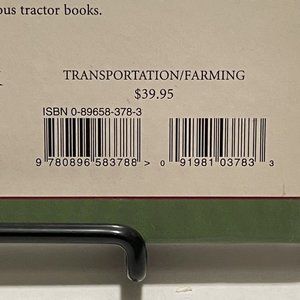 ous tractor books.
TRANSPORTATION/FARMING
$39.95
ISBN 0-89658-378-3
9 780896 583788 > 0 91981 03783 3